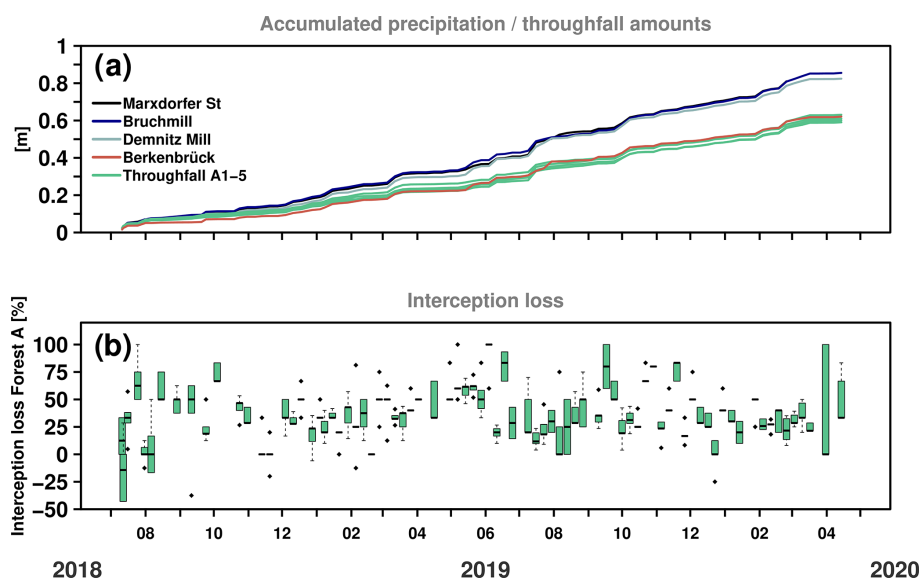 Accumulated precipitation / throughfall amounts
(a)
[m]
1
0.8
0.6
0.4
0.2
0
Marxdorfer St
Bruchmill
Demnitz Mill
Berkenbrück
Throughfall A1−5
Interception loss
(b)
Interception loss Forest A [%]
100
75
50
25
0
−25
−50
08 10 12 02 04 06 08 10 12 02 04
2018 2019 2020